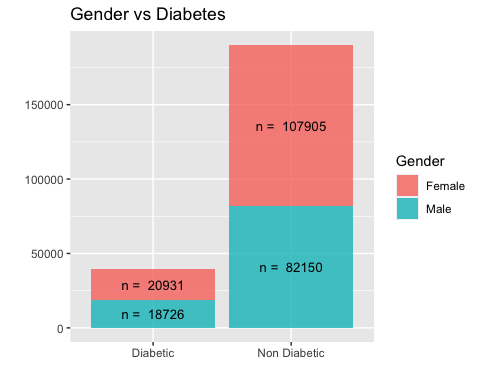 Gender vs Diabetes
150000
100000
50000
0
n =  107905
n =  82150
n =  20931
n =  18726
Diabetic
Non Diabetic
Gender
Female
Male